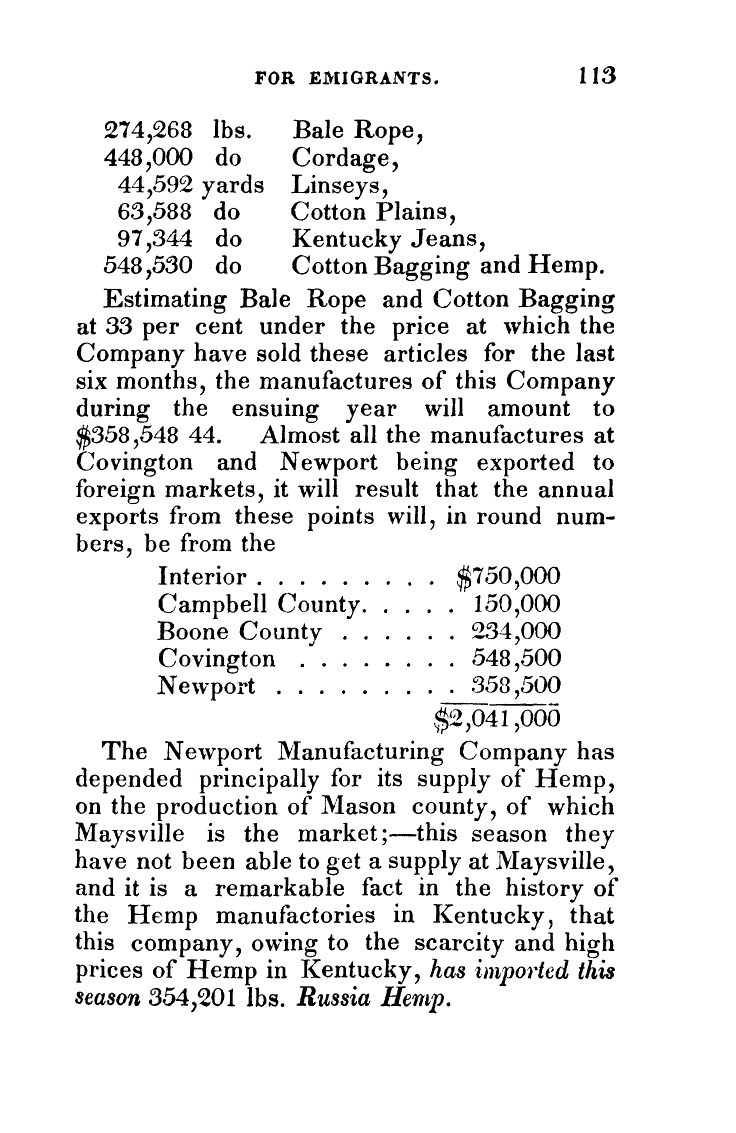 FOR EMIGRANTS. 113
274,268 lbs. Bale Rope,
448,000 do Cordage,
44,592 yards Linseys,
63,588 do Cotton Plains,
97,344 do Kentucky Jeans,
548,530 do Cotton Bagging and Hemp.
Estimating Bale Rope and Cotton Bagging
at 33 per cent under the price at which the
Company have sold these articles for the last
six months, the manufactures of this Company
during the ensuing year will amount to
$358,548 44. Almost all the manufactures at
Covington and Newport being exported to
foreign markets, it will result that the annual
exports from these points will, in round num-
bers, be from the
Interior . . . . . . . . . . $750,000
Campbell County. . . . . 150,000
Boone County . . . . . . 234,000
Covington . . . . . . . . 548,500
Newport . . . . . . . . . . 358,500
$2,041,000
The Newport Manufacturing Company has
depended principally for its supply of Hemp,
on the production of Mason county, of which
Maysville is the market;—this season they
have not been able to get a supply at Maysville,
and it is a remarkable fact in the history of
the Hemp manufactories in Kentucky, that
this company, owing to the scarcity and high
prices of Hemp in Kentucky, has imported this
season 354,201 lbs. Russia Hemp.